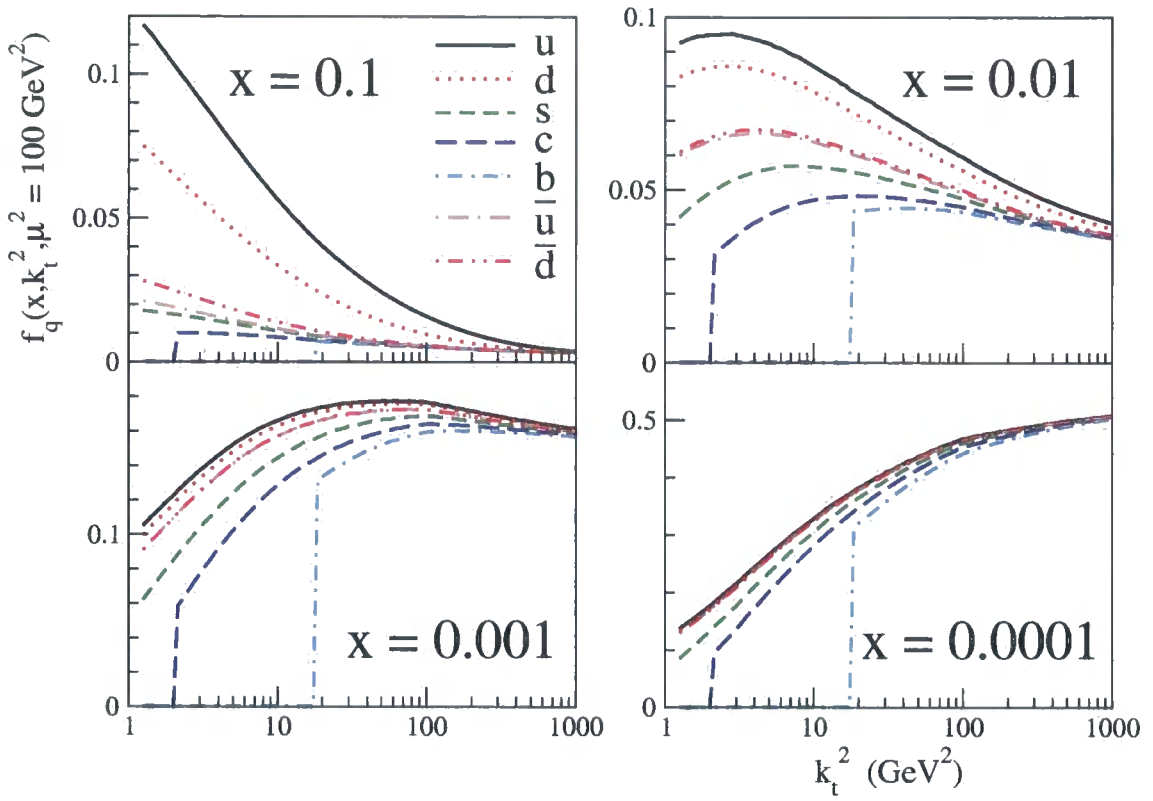 f_q(x,k_t^2,μ^2 = 100 GeV^2)
0.1
0.05
0
x = 0.1
u
d
s
c
b
u̅
d̅
0.1
0.05
0
x = 0.01
0.1
0
x = 0.001
1
10
100
1000
0.5
0
x = 0.0001
1
10
100
1000
k_t^2 (GeV^2)